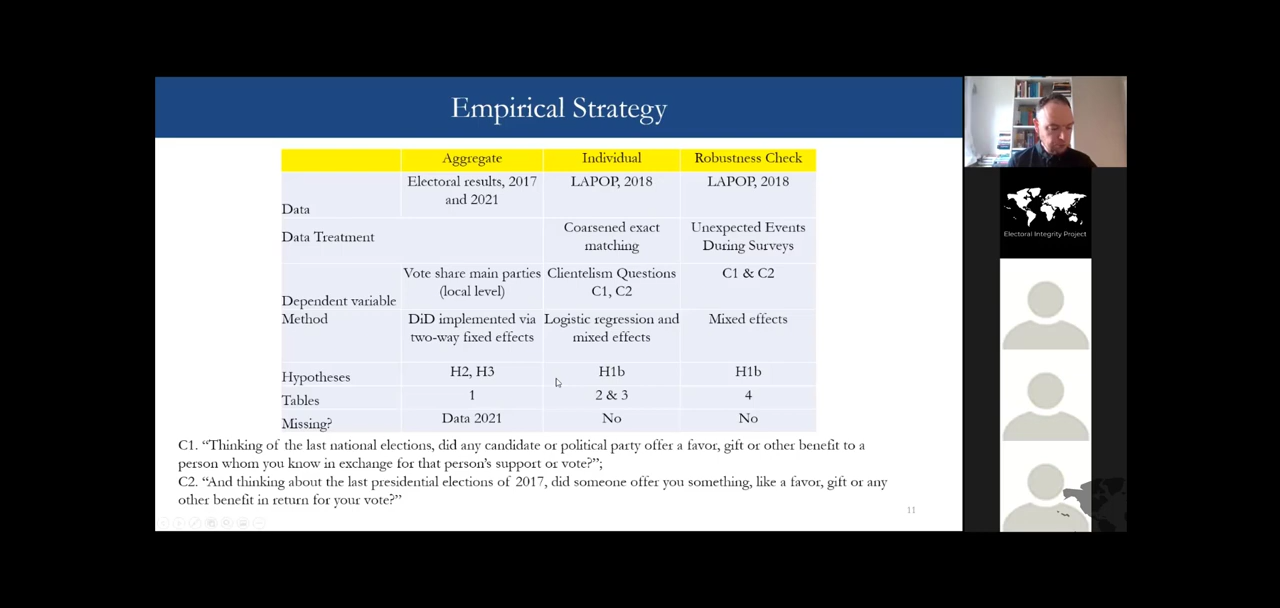 Empirical Strategy
Aggregate Individual Robustness Check
Data Electoral results, 2017 and 2021 LAPOP, 2018 LAPOP, 2018
Data Treatment Coarsened exact matching Unexpected Events During Surveys
Dependent variable Vote share main parties (local level) Clientelism Questions C1, C2 C1 & C2
Method DiD implemented via two-way fixed effects Logistic regression and mixed effects Mixed effects
Hypotheses H2, H3 H1b H1b
Tables 1 2 & 3 4
Missing? Data 2021 No No
C1. “Thinking of the last national elections, did any candidate or political party offer a favor, gift or other benefit to a
person whom you know in exchange for that person’s support or vote?”;
C2. “And thinking about the last presidential elections of 2017, did someone offer you something, like a favor, gift or any
other benefit in return for your vote?”
11
Electoral Integrity Project